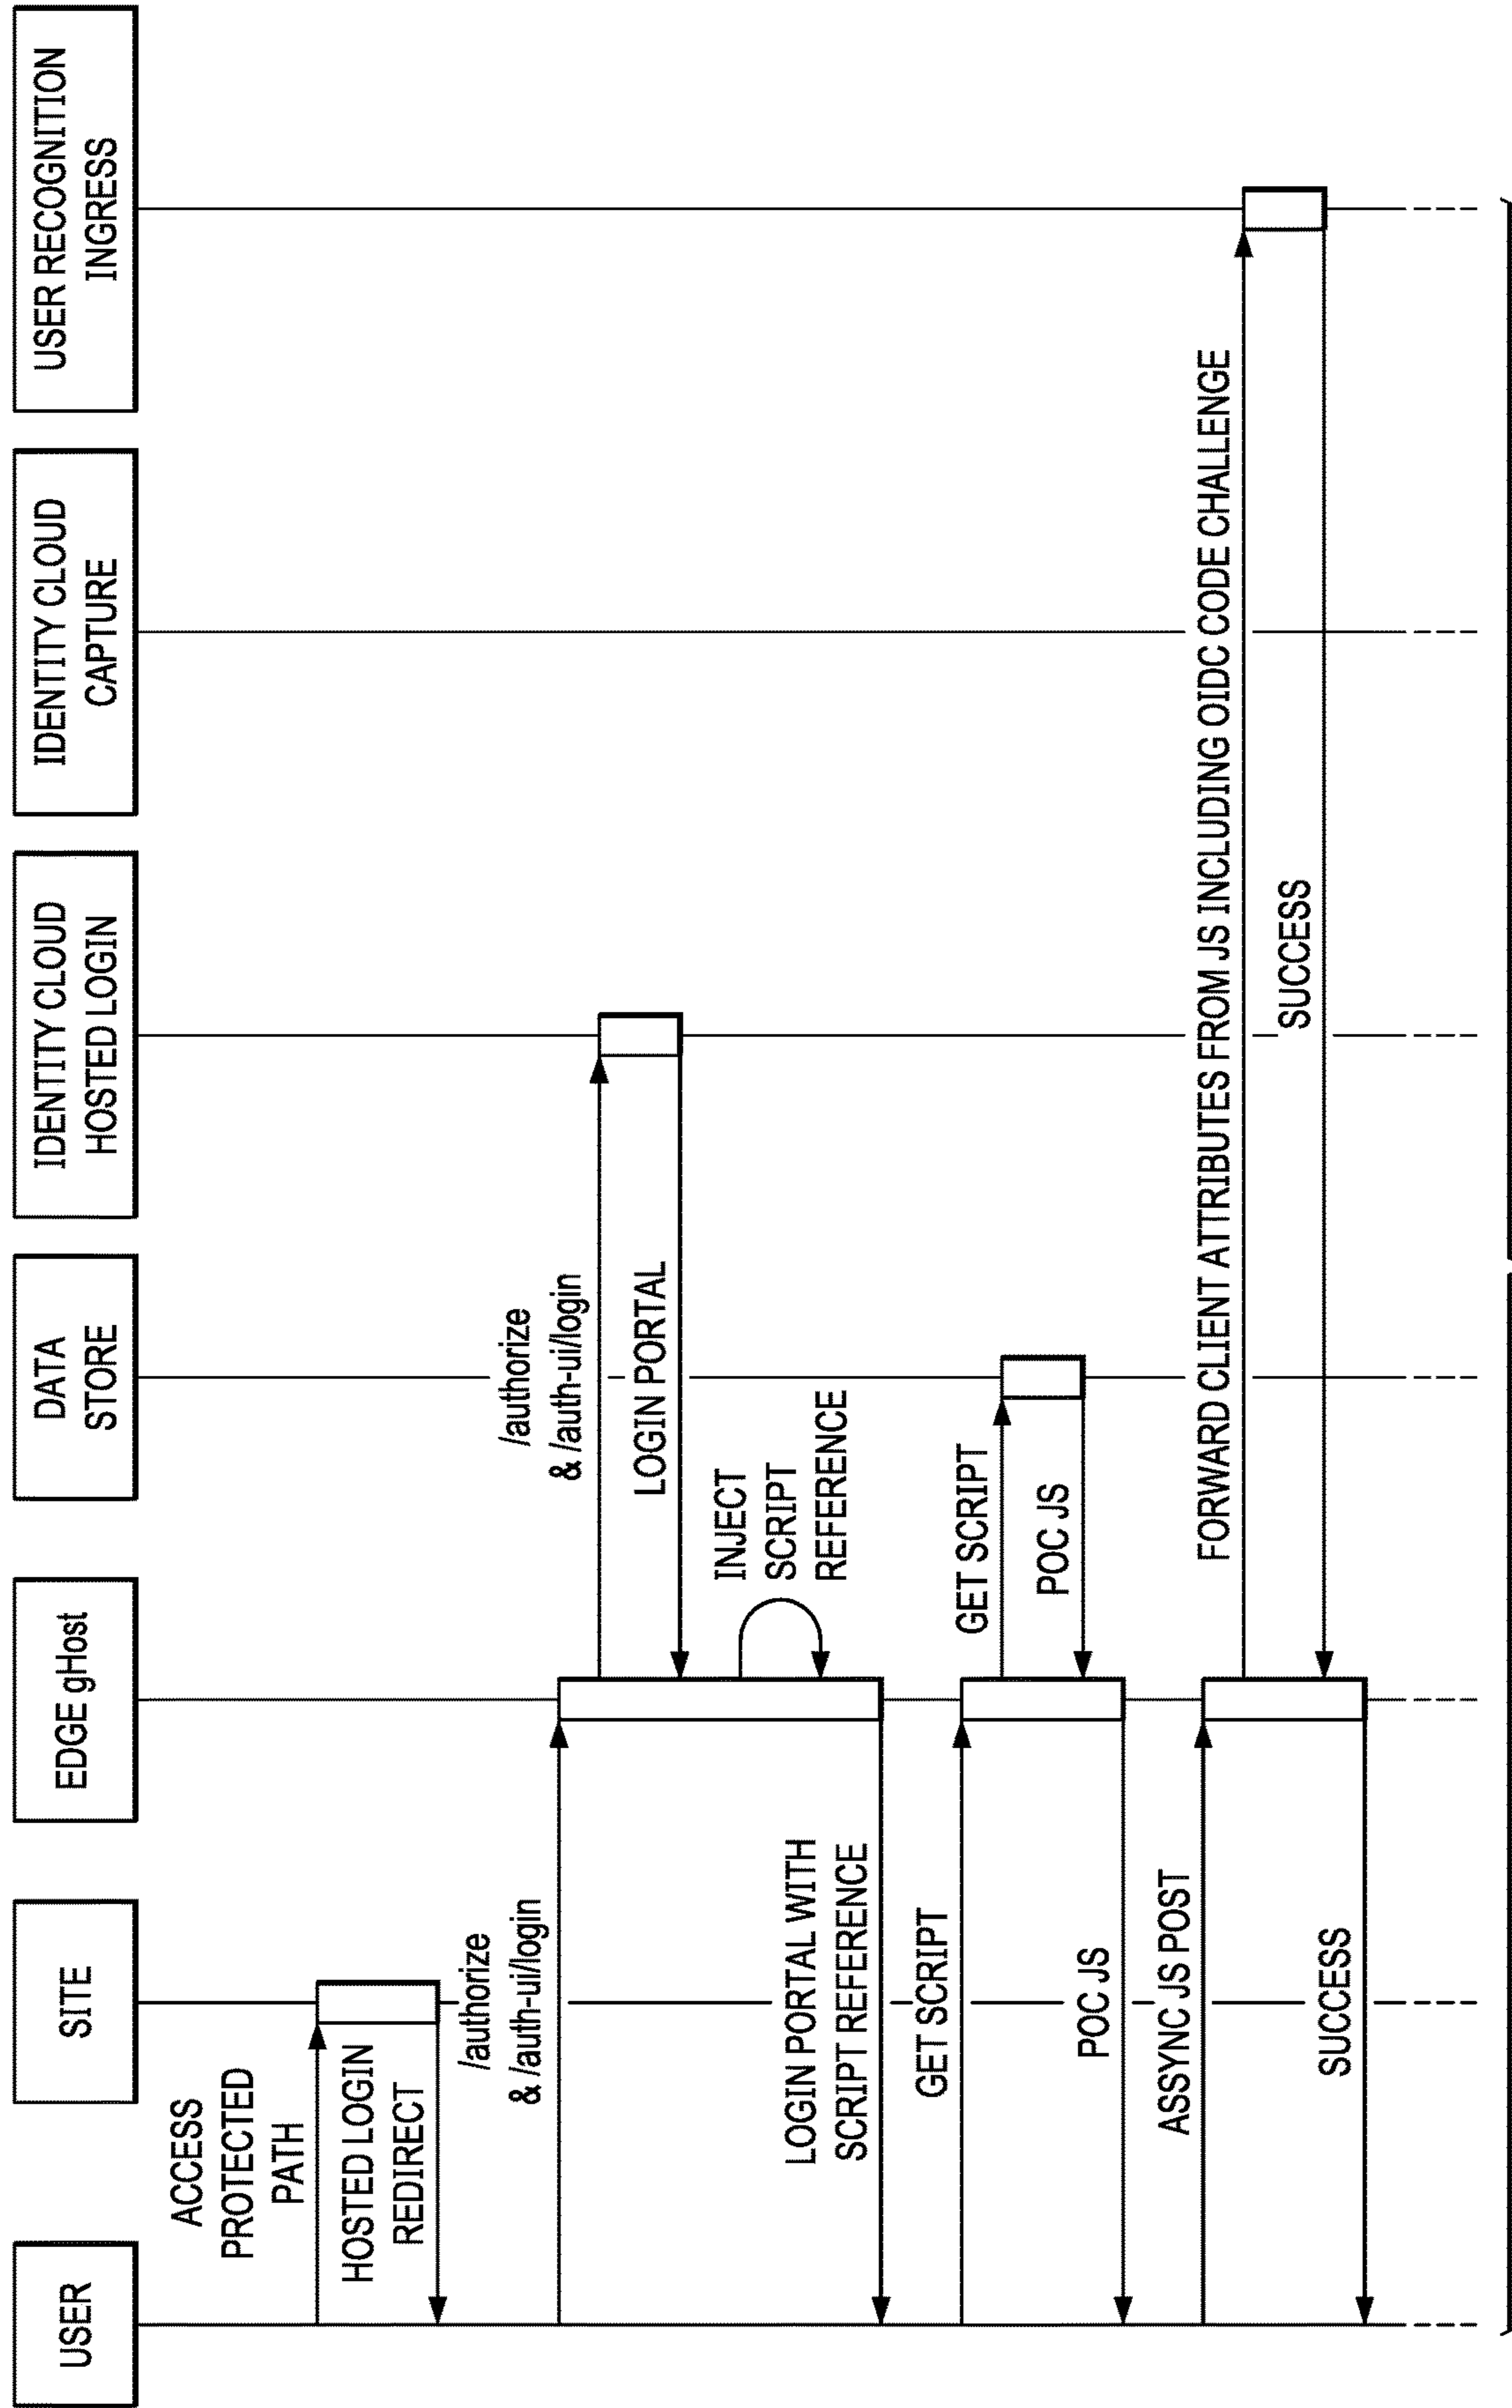 USER
SITE
EDGE gHost
DATA
STORE
IDENTITY CLOUD
HOSTED LOGIN
IDENTITY CLOUD
CAPTURE
USER RECOGNITION
INGRESS
ACCESS
PROTECTED
PATH
HOSTED LOGIN
REDIRECT
/authorize
& /auth-ui/login
/authorize
& /auth-ui/login
LOGIN PORTAL
INJECT
SCRIPT
REFERENCE
LOGIN PORTAL WITH
SCRIPT REFERENCE
GET SCRIPT
GET SCRIPT
POC JS
POC JS
ASSYNC JS POST
FORWARD CLIENT ATTRIBUTES FROM JS INCLUDING OIDC CODE CHALLENGE
SUCCESS
SUCCESS